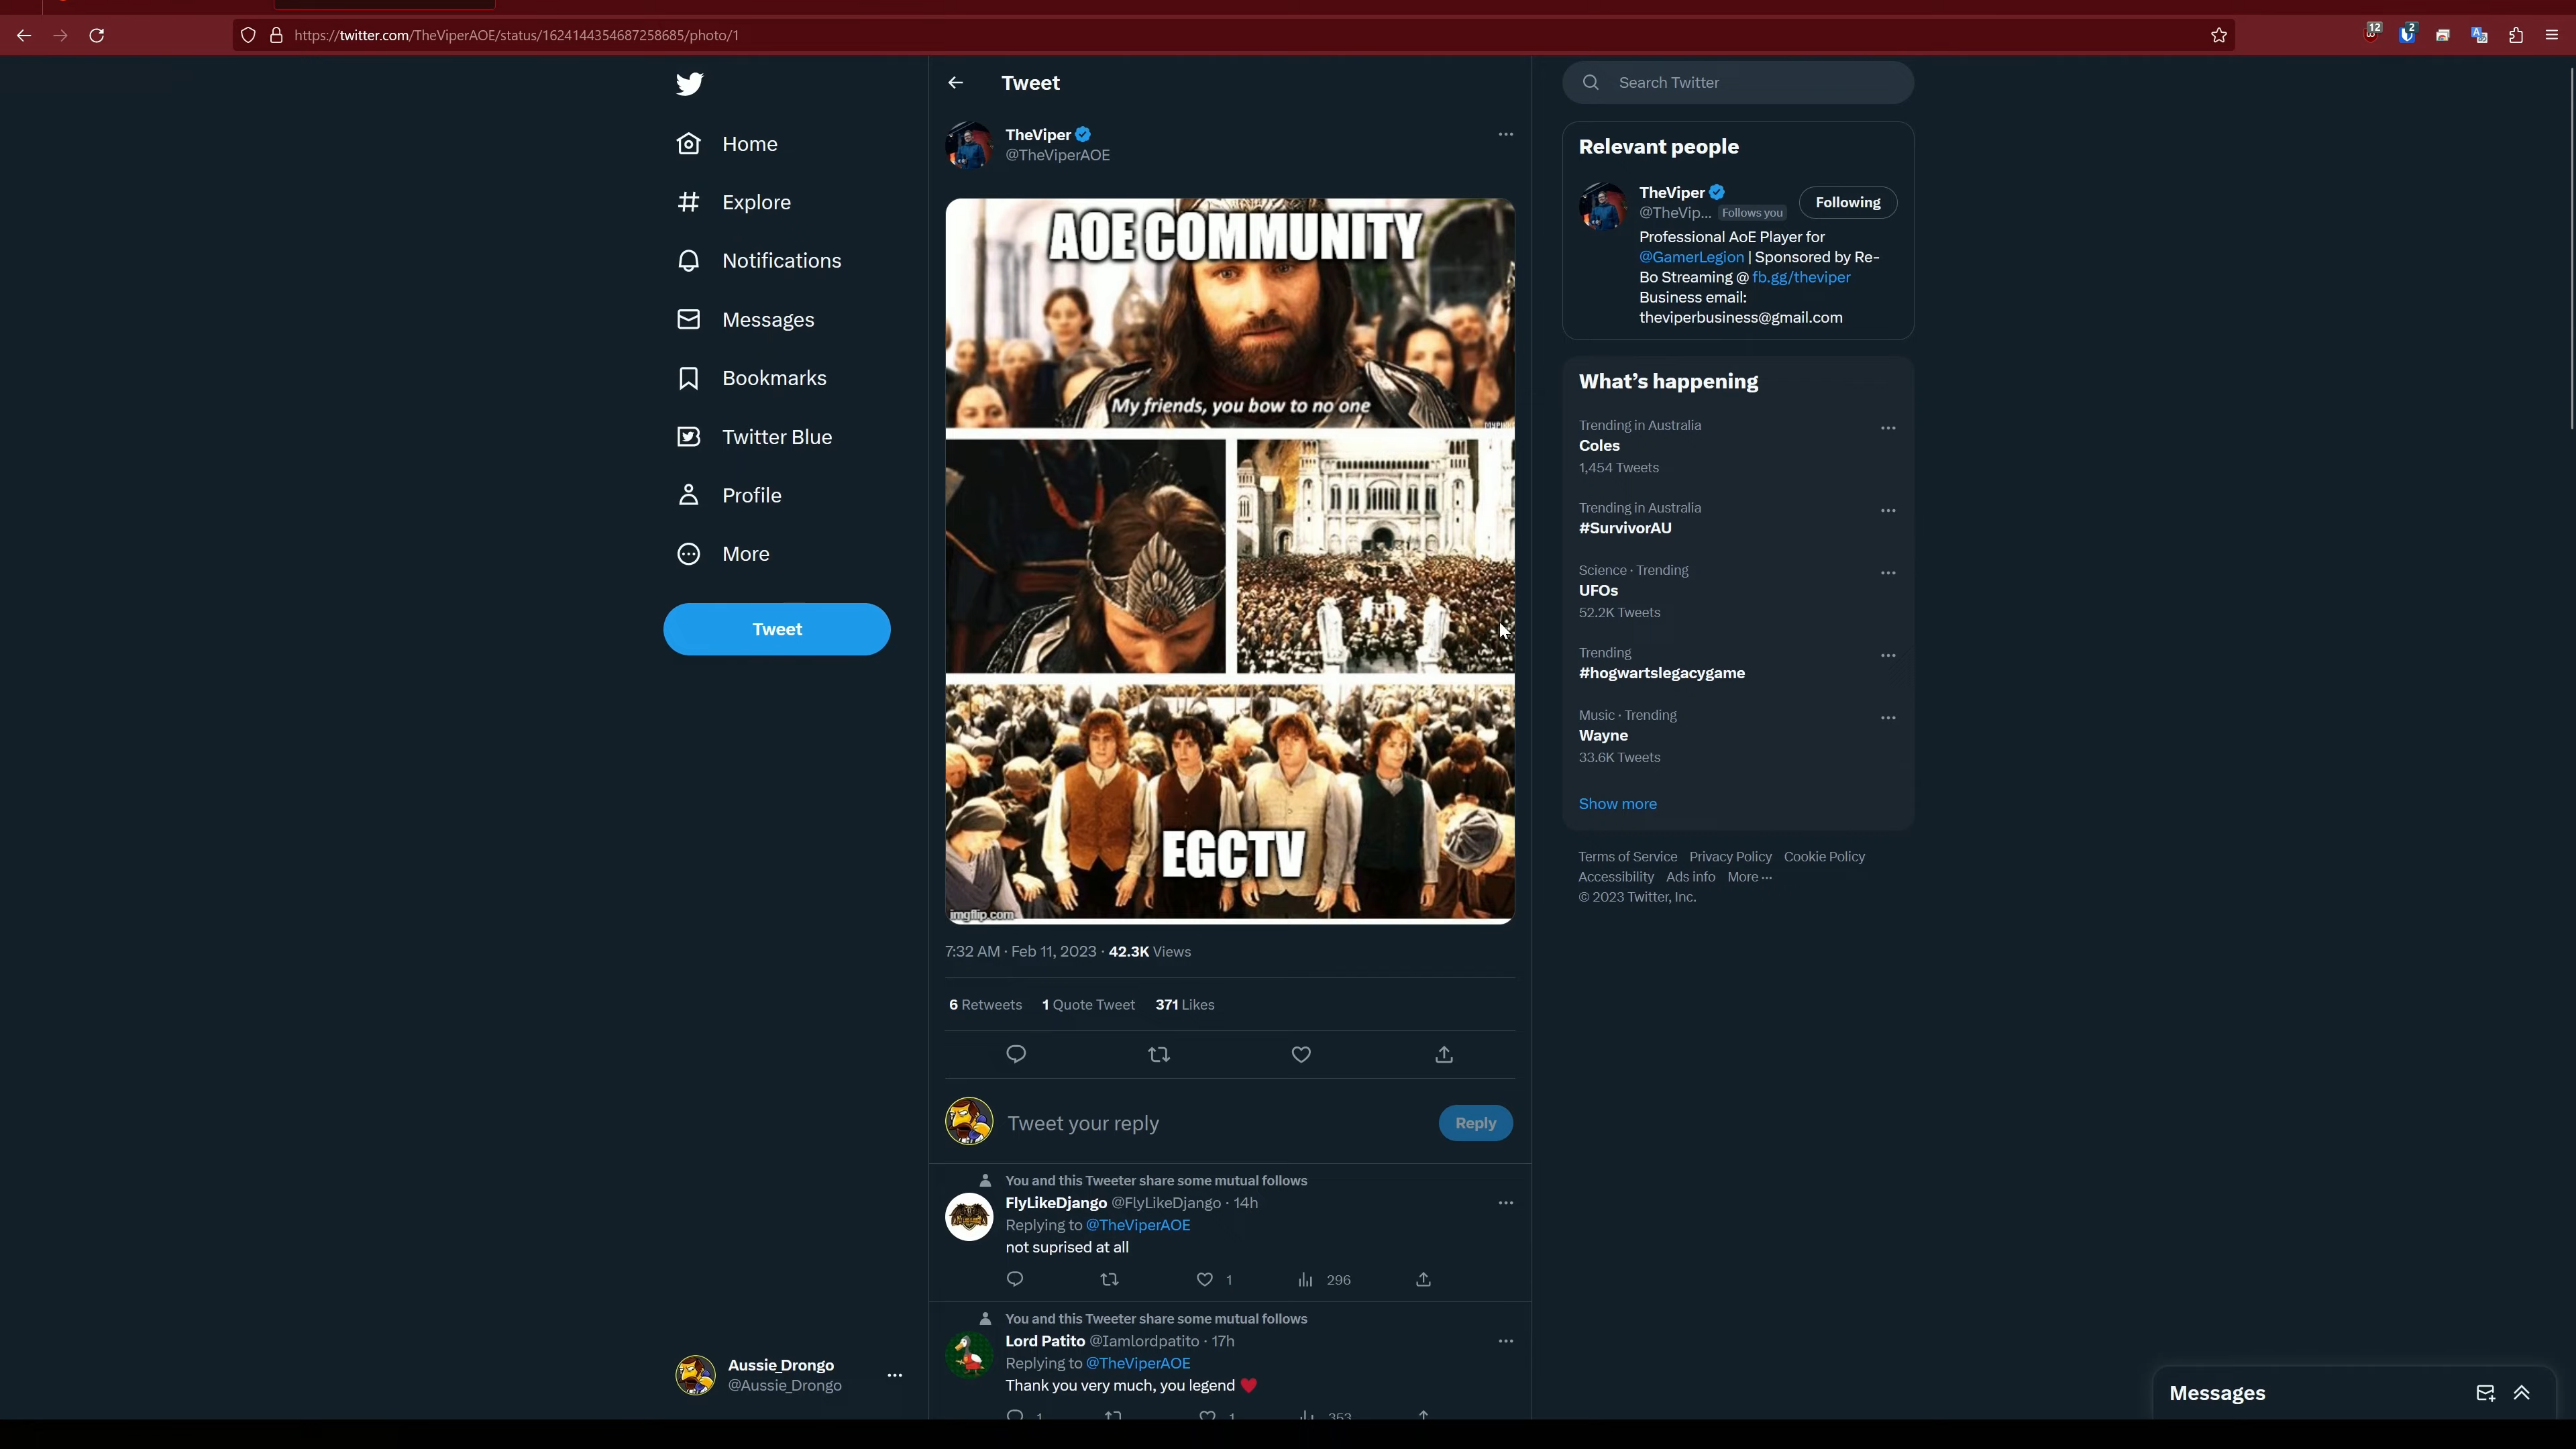 https://twitter.com/TheViperAOE/status/1624144354687258685/photo/1
12
2
Home
Explore
Notifications
Messages
Bookmarks
Twitter Blue
Profile
More
Tweet
Aussie_Drongo
@Aussie_Drongo
Tweet
TheViper
@TheViperAOE
AOE COMMUNITY
My friends, you bow to no one
EGCTV
imgflip.com
7:32 AM · Feb 11, 2023 · 42.3K Views
6 Retweets 1 Quote Tweet 371 Likes
Tweet your reply
Reply
You and this Tweeter share some mutual follows
FlyLikeDjango @FlyLikeDjango · 14h
Replying to @TheViperAOE
not suprised at all
1 296
You and this Tweeter share some mutual follows
Lord Patito @Iamlordpatito · 17h
Replying to @TheViperAOE
Thank you very much, you legend
1 1 353
Search Twitter
Relevant people
TheViper
@TheVip... Follows you
Following
Professional AoE Player for
@GamerLegion | Sponsored by Re-
Bo Streaming @ fb.gg/theviper
Business email:
theviperbusiness@gmail.com
What's happening
Trending in Australia
Coles
1,454 Tweets
Trending in Australia
#SurvivorAU
Science · Trending
UFOs
52.2K Tweets
Trending
#hogwartslegacygame
Music · Trending
Wayne
33.6K Tweets
Show more
Terms of Service Privacy Policy Cookie Policy
Accessibility Ads info More ...
© 2023 Twitter, Inc.
Messages